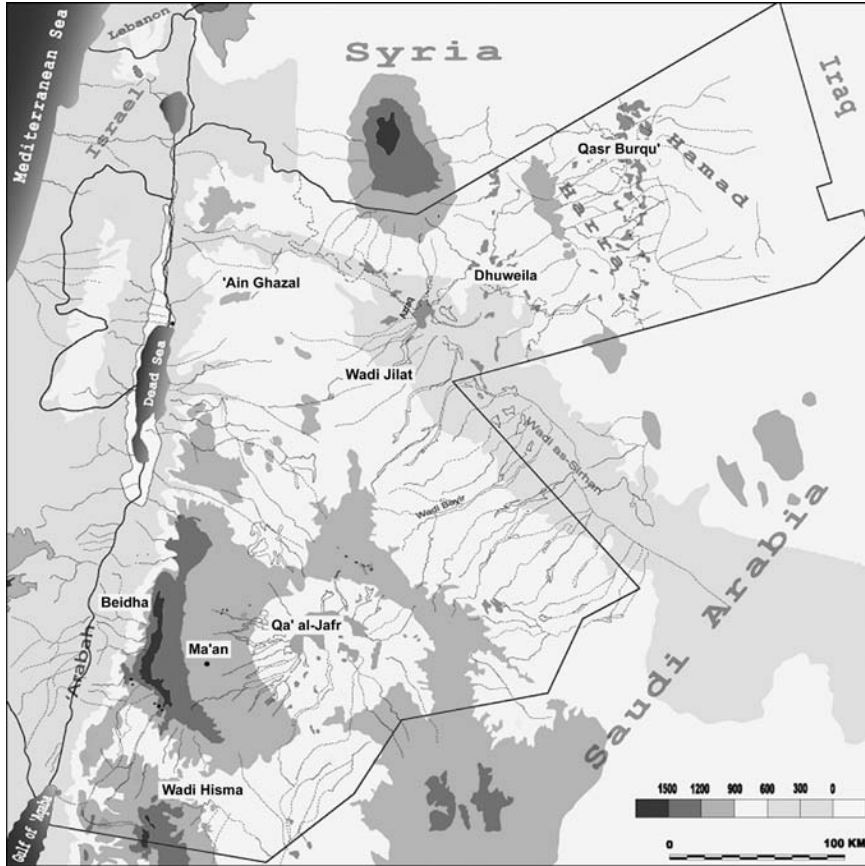 Lebanon
Mediterranean Sea
Syria
Israel
Iraq
Qasr Burqu'
Hamad
Harrat
Dhuweila
'Ain Ghazal
Azraq
Wadi Jilat
Dead Sea
Wadi as-Sirhan
Wadi Bayir
Saudi Arabia
Beidha
Qa' al-Jafr
Ma'an
'Arabah
Wadi Hisma
Gulf of 'Aqaba
1500 1200 900 600 300 0
0 100 KM